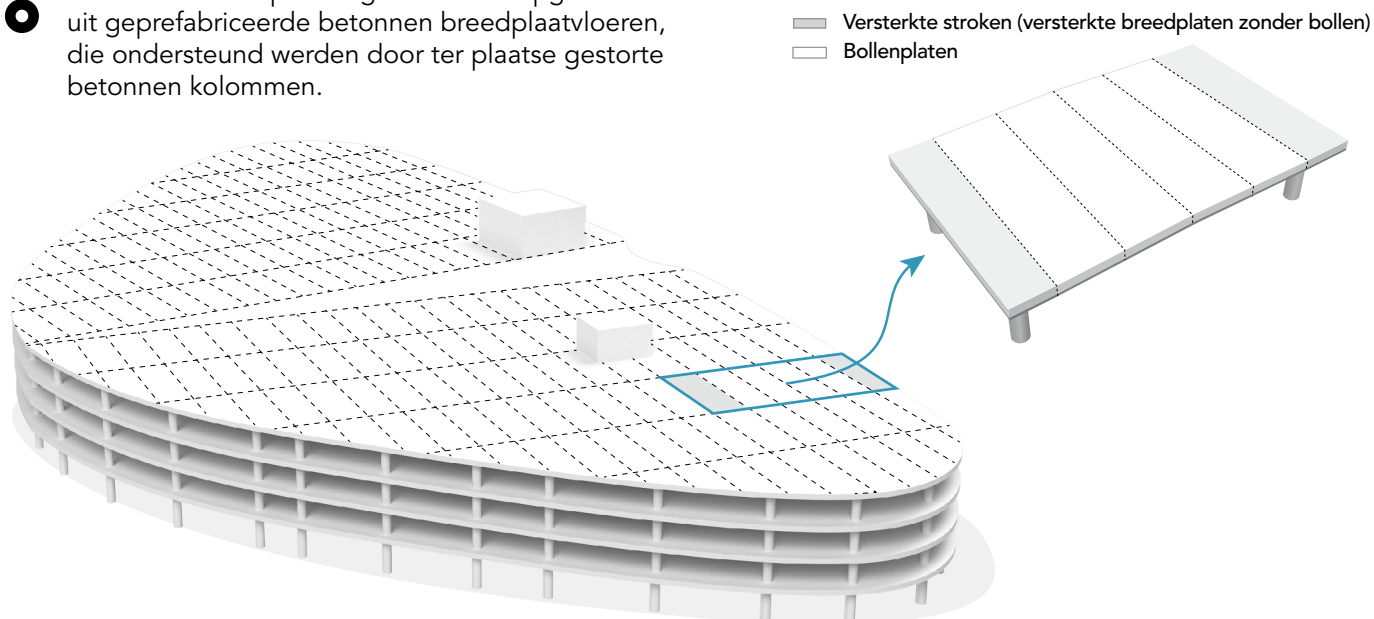 uit geprefabriceerde betonnen breedplaatvloeren,
die ondersteund werden door ter plaatse gestorte
betonnen kolommen.
Versterkte stroken (versterkte breedplaten zonder bollen)
Bollenplaten